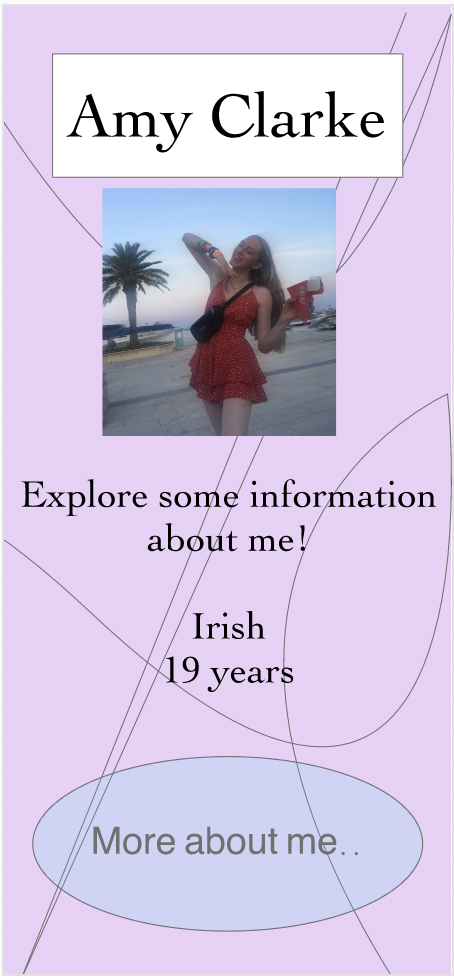 Amy Clarke
Explore some information
about me!
Irish
19 years
More about me..